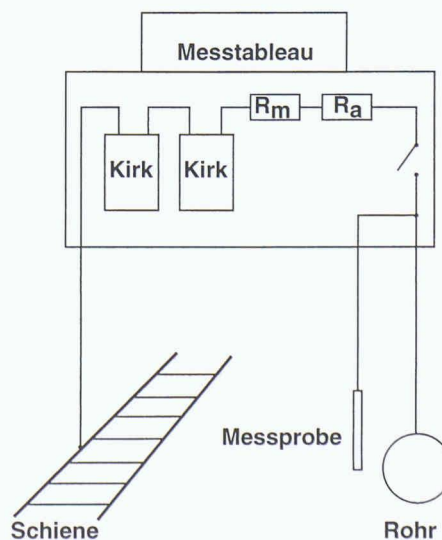 Messtableau
Rm Ra
Kirk Kirk
Messprobe
Schiene Rohr